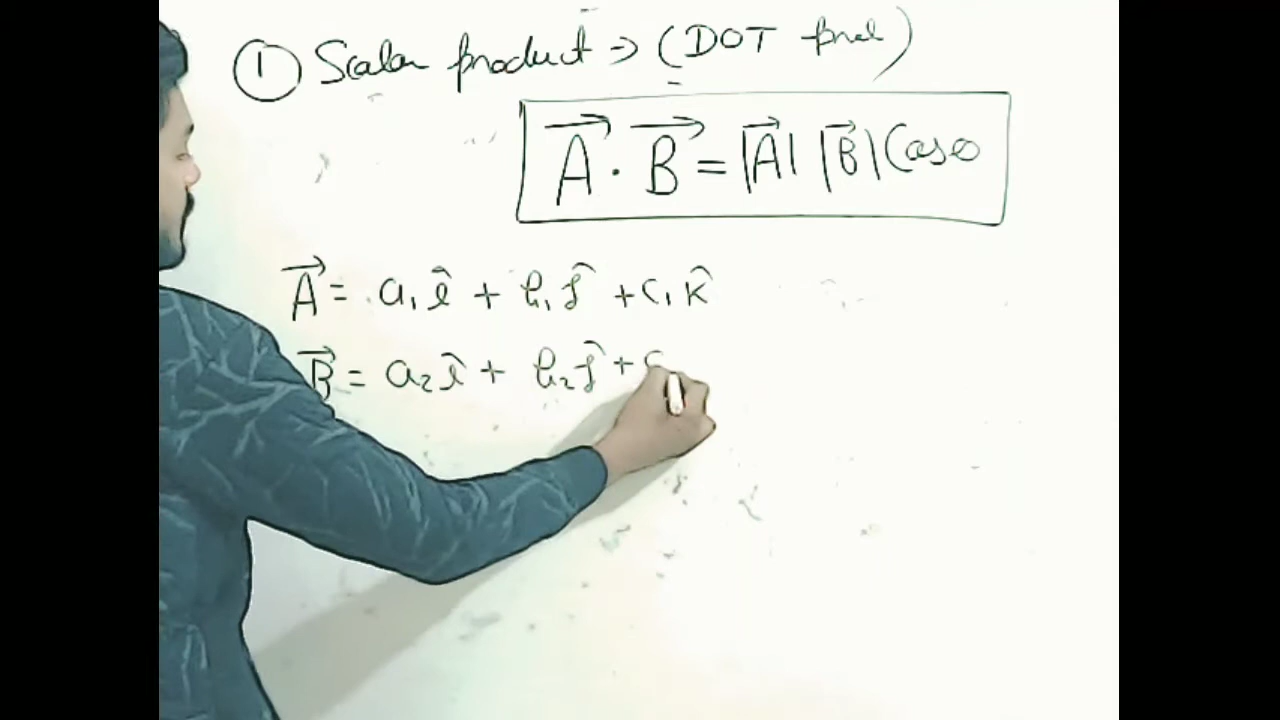 ① Scalar product ⇒ (DOT prod)
A⃗ · B⃗ = |A⃗| |B⃗| Cosθ
A⃗ = a₁î + b₁ĵ + c₁k̂
B⃗ = a₂î + b₂ĵ + c